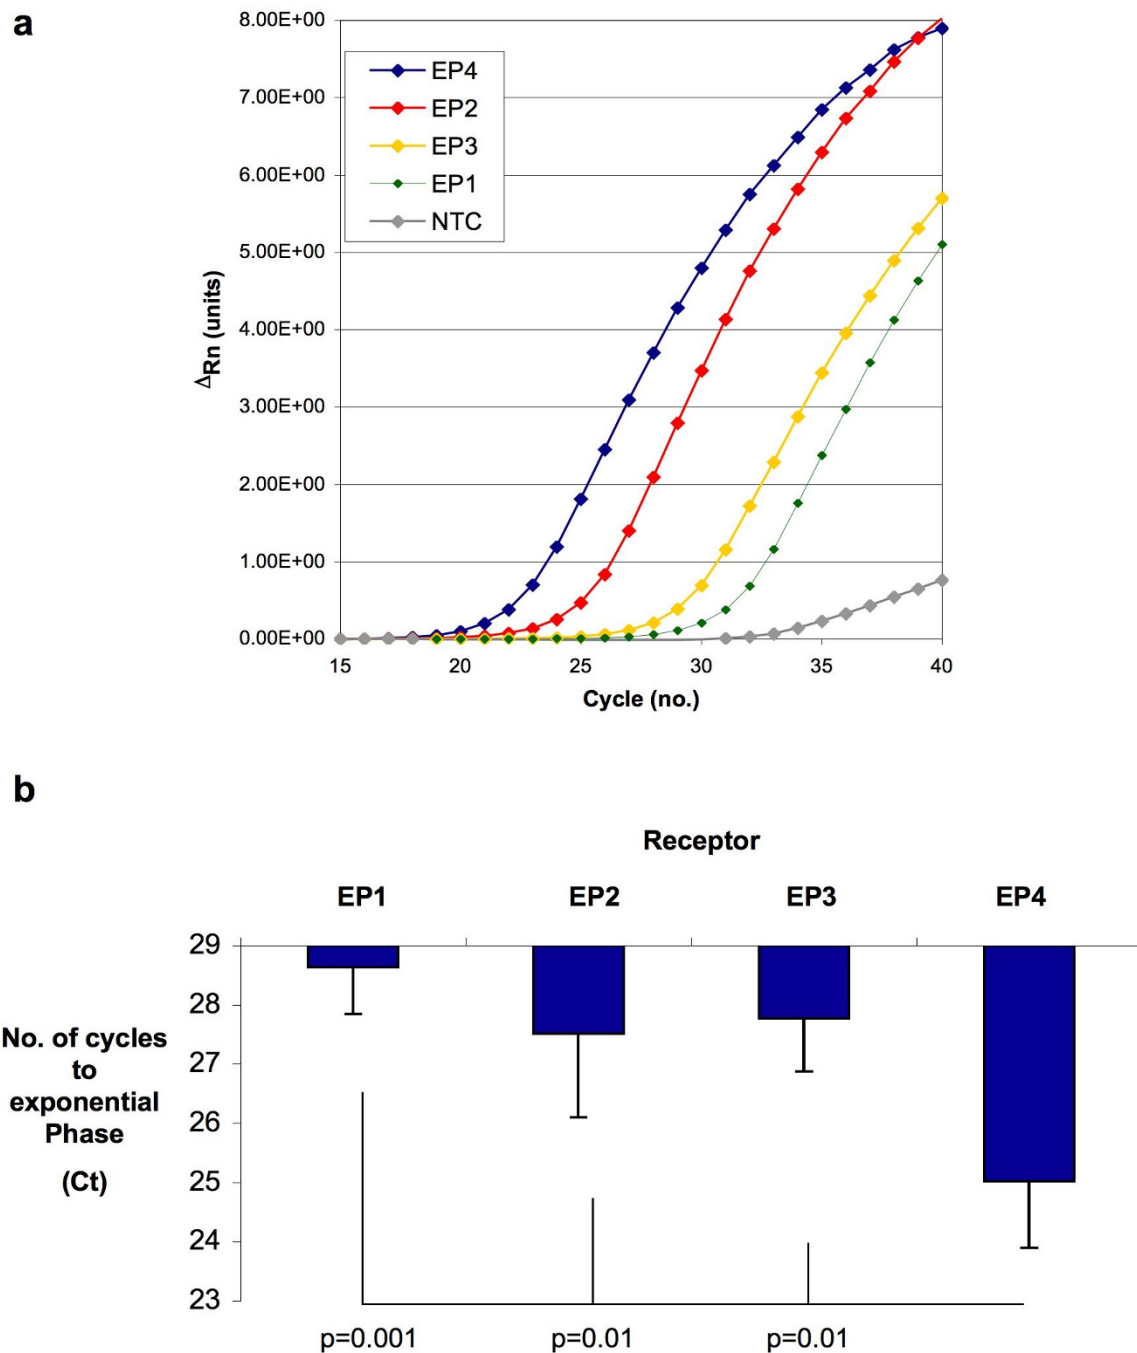 a
8.00E+00
7.00E+00
6.00E+00
5.00E+00
4.00E+00
3.00E+00
2.00E+00
1.00E+00
0.00E+00
ΔRn (units)
EP4
EP2
EP3
EP1
NTC
15 20 25 30 35 40
Cycle (no.)
b
Receptor
EP1 EP2 EP3 EP4
29
28
27
26
25
24
23
No. of cycles
to
exponential
Phase
(Ct)
p=0.001 p=0.01 p=0.01